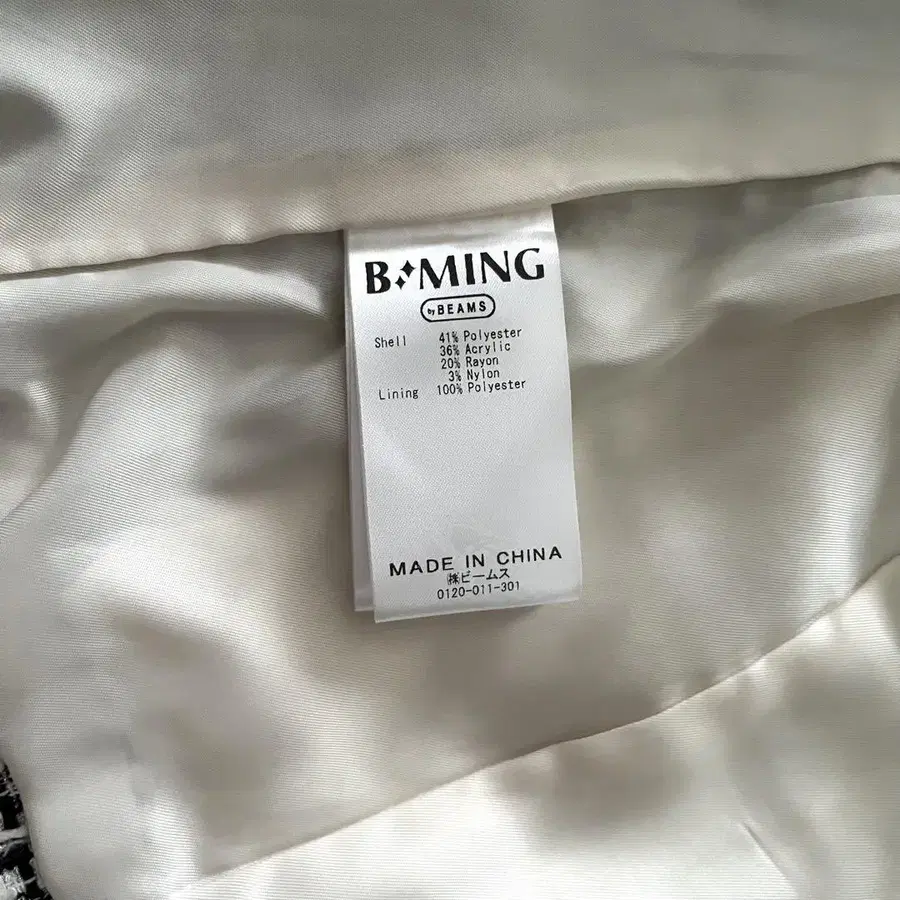 B MING
by BEAMS
Shell 41% Polyester
36% Acrylic
20% Rayon
3% Nylon
Lining 100% Polyester
MADE IN CHINA
㈱ビームス
0120-011-301